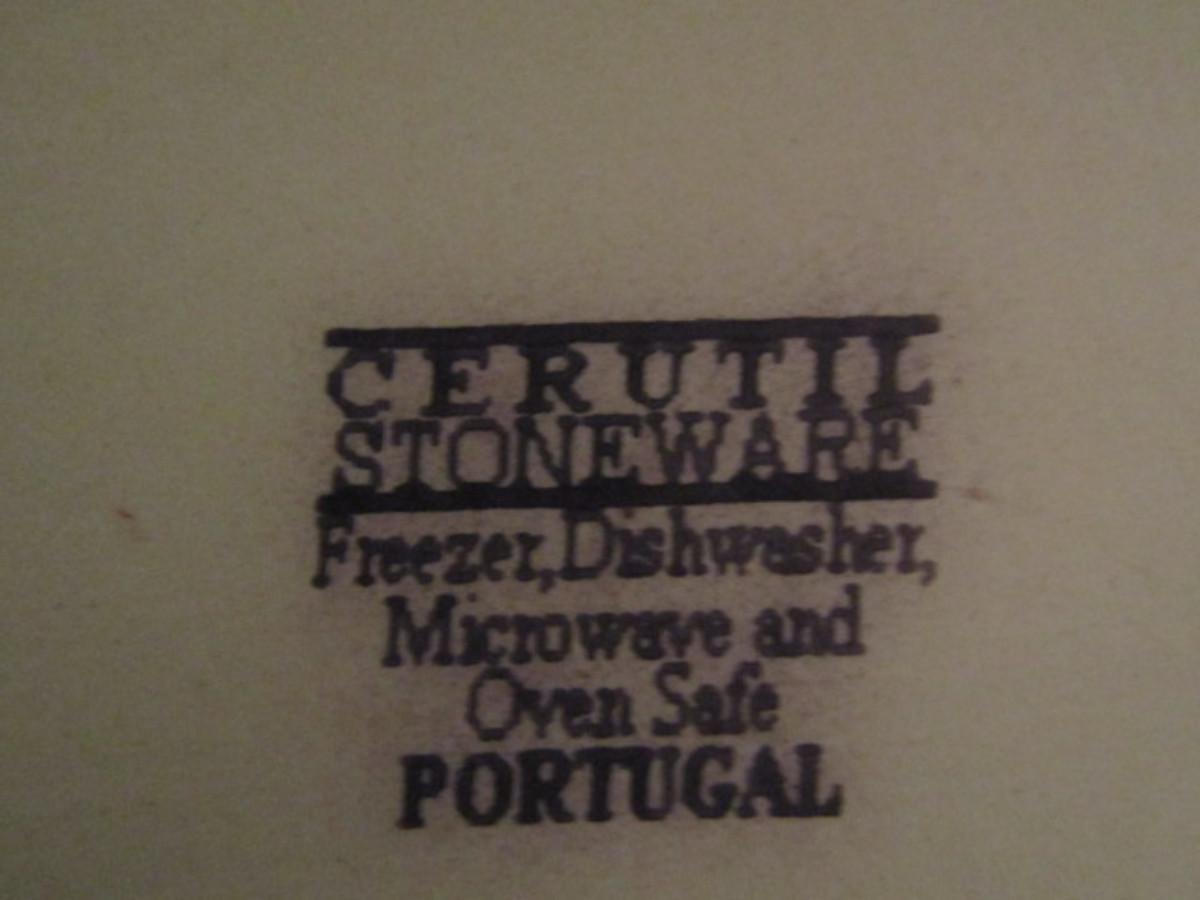 CERUTIL
STONEWARE
Freezer,Dishwasher,
Microwave and
Oven Safe
PORTUGAL